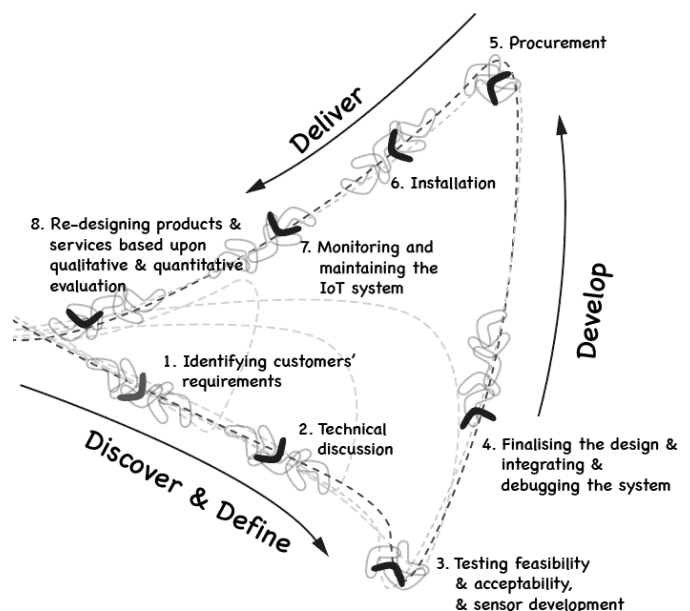 5. Procurement
Deliver
6. Installation
8. Re-designing products &
services based upon
qualitative & quantitative
evaluation
7. Monitoring and
maintaining the
IoT system
Develop
1. Identifying customers'
requirements
2. Technical
discussion
Discover & Define
4. Finalising the design &
integrating &
debugging the system
3. Testing feasibility
& acceptability,
& sensor development